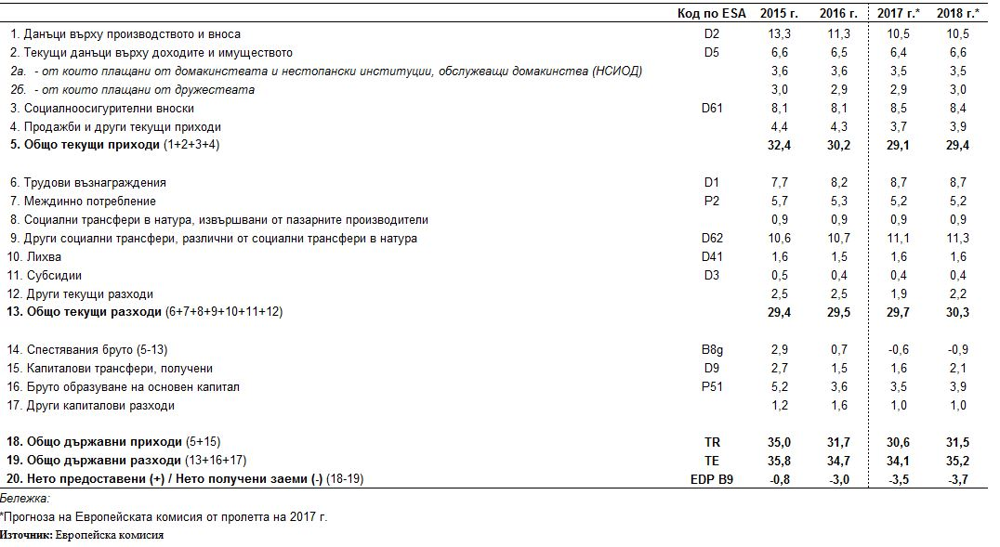 Код по ESA 2015 г. 2016 г. 2017 г.* 2018 г.*
1. Данъци върху производството и вноса D2 13,3 11,3 10,5 10,5
2. Текущи данъци върху доходите и имуществото D5 6,6 6,5 6,4 6,6
2а. - от които плащани от домакинствата и нестопански институции, обслужващи домакинства (НСИОД) 3,6 3,6 3,5 3,5
2б. - от които плащани от дружествата 3,0 2,9 2,9 3,0
3. Социалноосигурителни вноски D61 8,1 8,1 8,5 8,4
4. Продажби и други текущи приходи 4,4 4,3 3,7 3,9
5. Общо текущи приходи (1+2+3+4) 32,4 30,2 29,1 29,4
6. Трудови възнаграждения D1 7,7 8,2 8,7 8,7
7. Междинно потребление P2 5,7 5,3 5,2 5,2
8. Социални трансфери в натура, извършвани от пазарните производители 0,9 0,9 0,9 0,9
9. Други социални трансфери, различни от социални трансфери в натура D62 10,6 10,7 11,1 11,3
10. Лихва D41 1,6 1,5 1,6 1,6
11. Субсидии D3 0,5 0,4 0,4 0,4
12. Други текущи разходи 2,5 2,5 1,9 2,2
13. Общо текущи разходи (6+7+8+9+10+11+12) 29,4 29,5 29,7 30,3
14. Спестявания бруто (5-13) B8g 2,9 0,7 -0,6 -0,9
15. Капиталови трансфери, получени D9 2,7 1,5 1,6 2,1
16. Бруто образуване на основен капитал P51 5,2 3,6 3,5 3,9
17. Други капиталови разходи 1,2 1,6 1,0 1,0
18. Общо държавни приходи (5+15) TR 35,0 31,7 30,6 31,5
19. Общо държавни разходи (13+16+17) TE 35,8 34,7 34,1 35,2
20. Нето предоставени (+) / Нето получени заеми (-) (18-19) EDP B9 -0,8 -3,0 -3,5 -3,7
Бележка:
*Прогноза на Европейската комисия от пролетта на 2017 г.
Източник: Европейска комисия